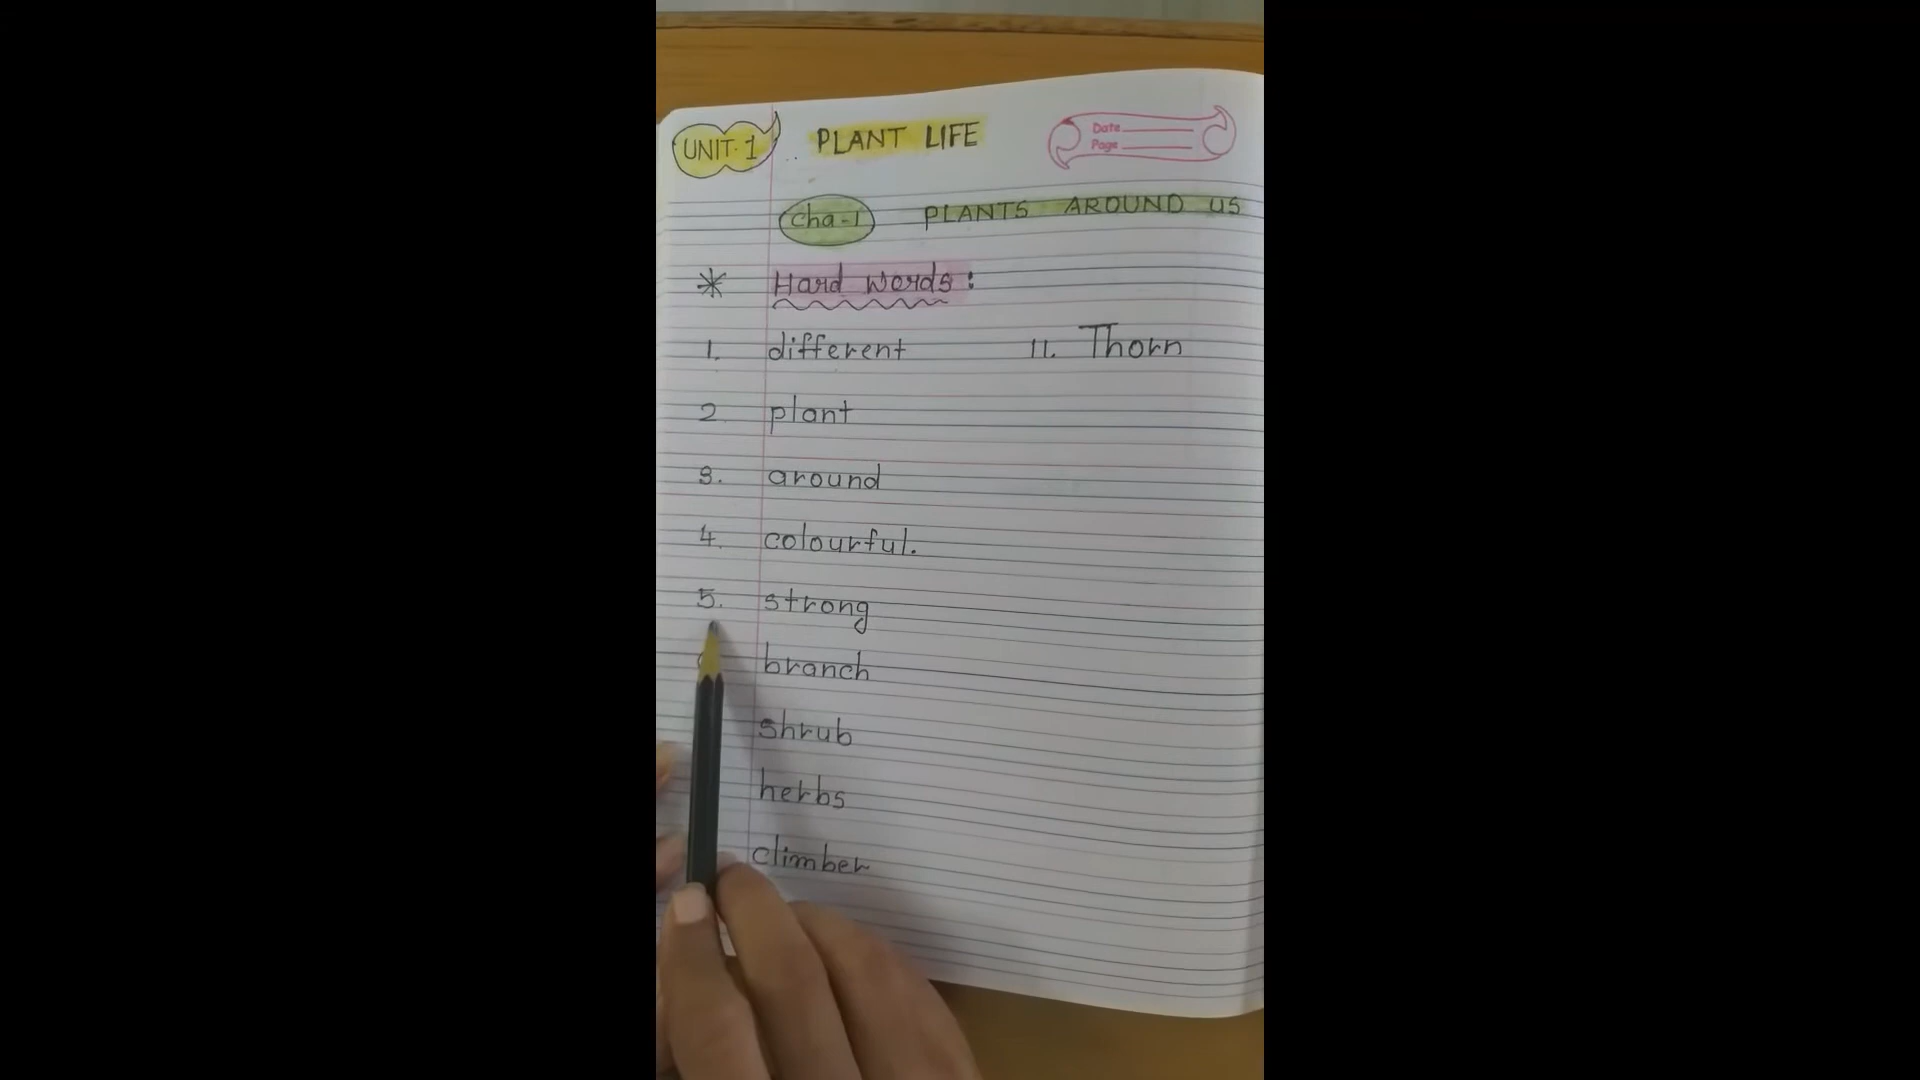 UNIT-1 PLANT LIFE
Date
Page
Cha-1 PLANTS AROUND US
* Hard words:
1. different 11. Thorn
2 plant
3. around
4. colourful.
5. strong
branch
shrub
herbs
climber